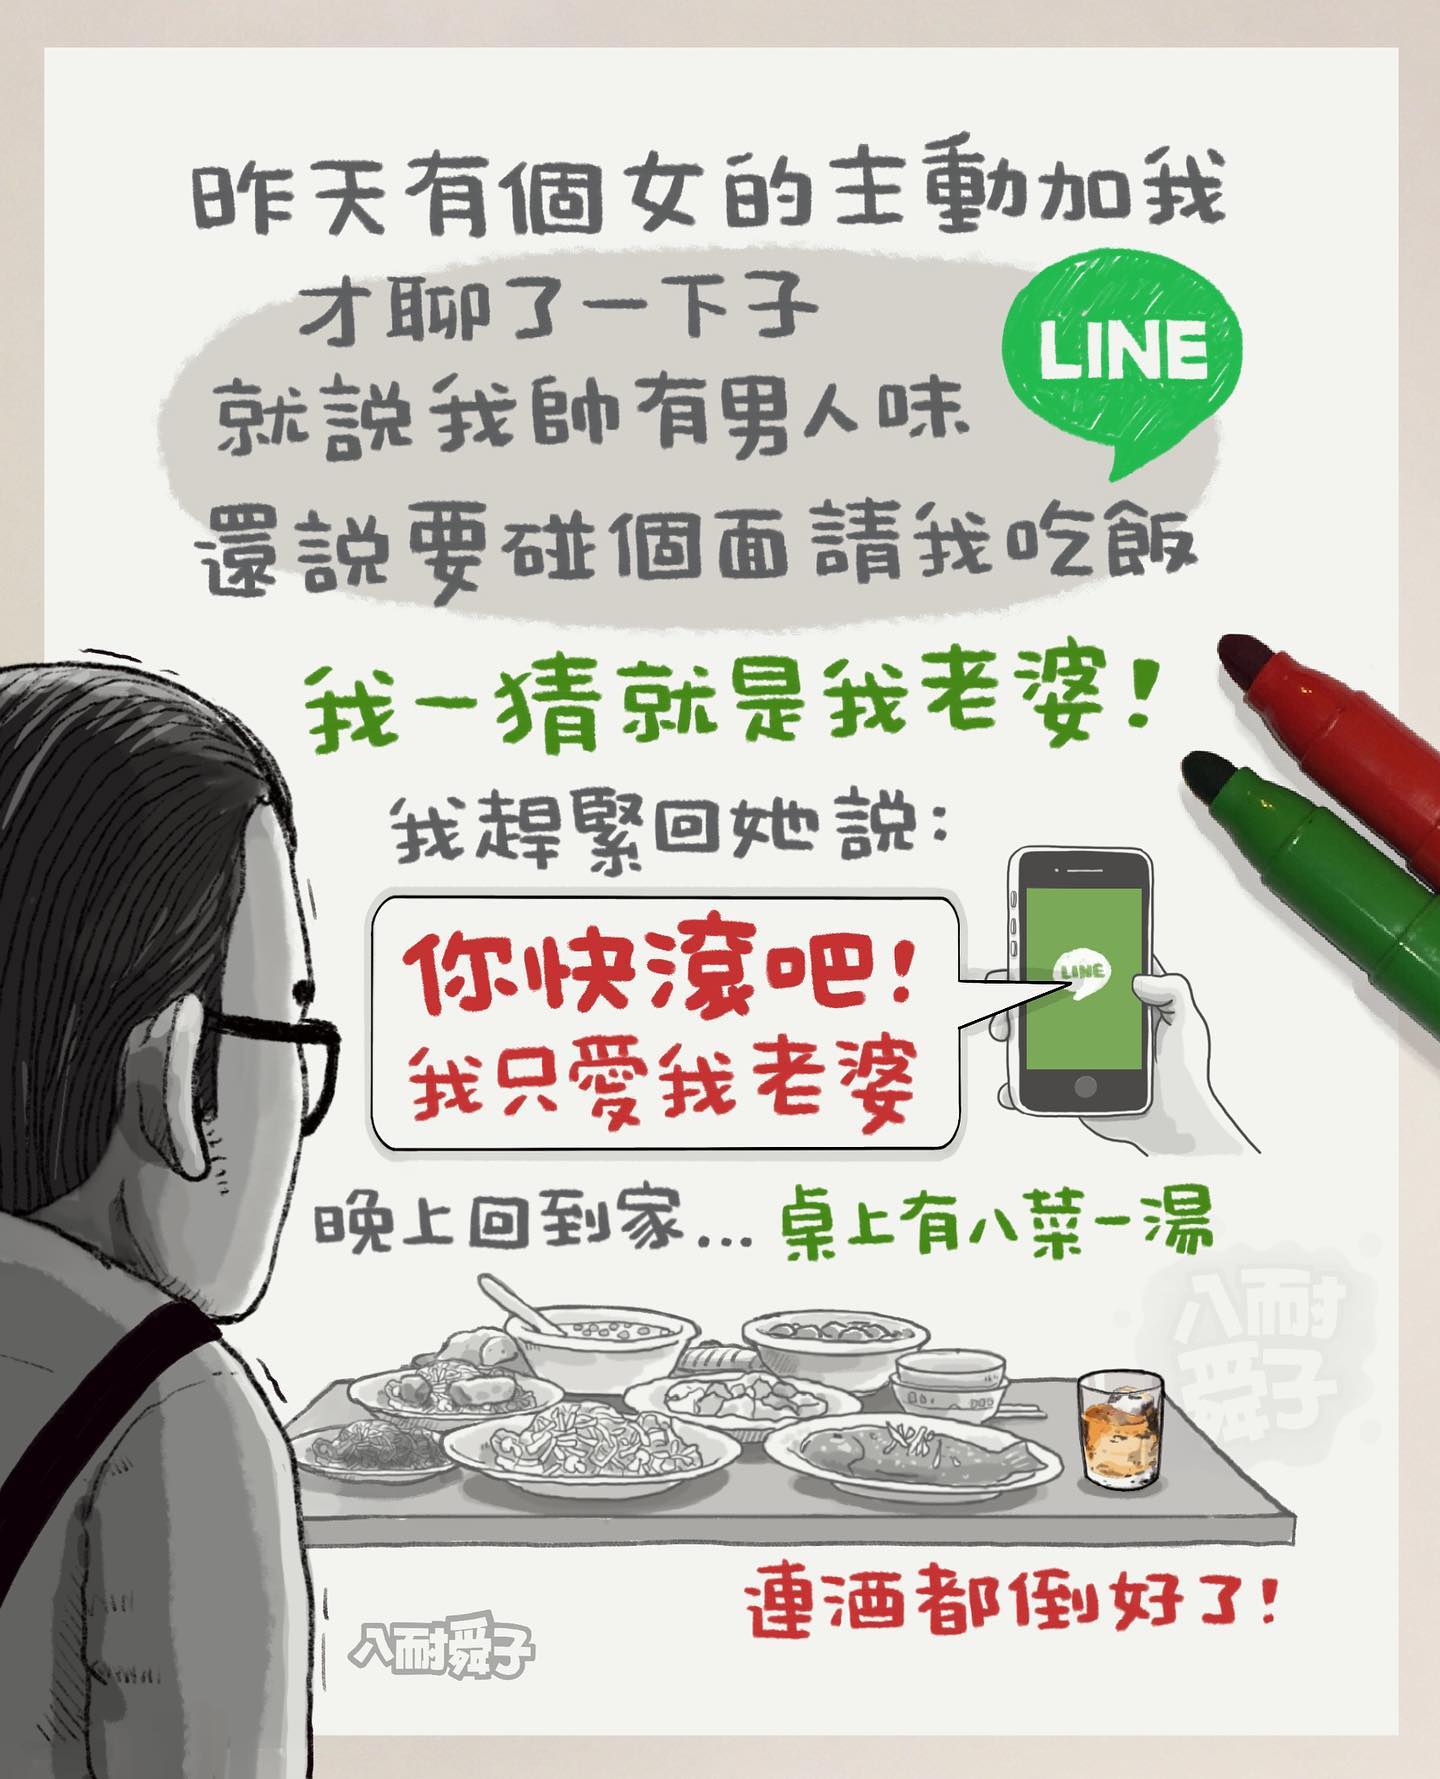 昨天有個女的主動加我
LINE
才聊了一下子
就說我帥有男人味
還說要碰個面請我吃飯
我一猜就是我老婆！
我趕緊回她說：
你快滾吧！
我只愛我老婆
LINE
晚上回到家... 桌上有八菜一湯
八耐
舜子
連酒都倒好了！
八耐舜子